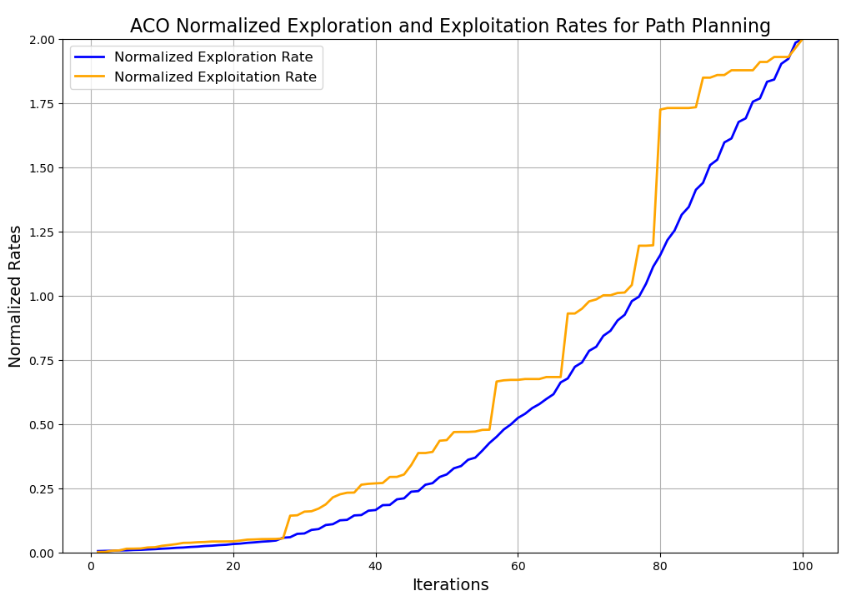 ACO Normalized Exploration and Exploitation Rates for Path Planning
Normalized Exploration Rate
Normalized Exploitation Rate
Normalized Rates
2.00
1.75
1.50
1.25
1.00
0.75
0.50
0.25
0.00
0 20 40 60 80 100
Iterations